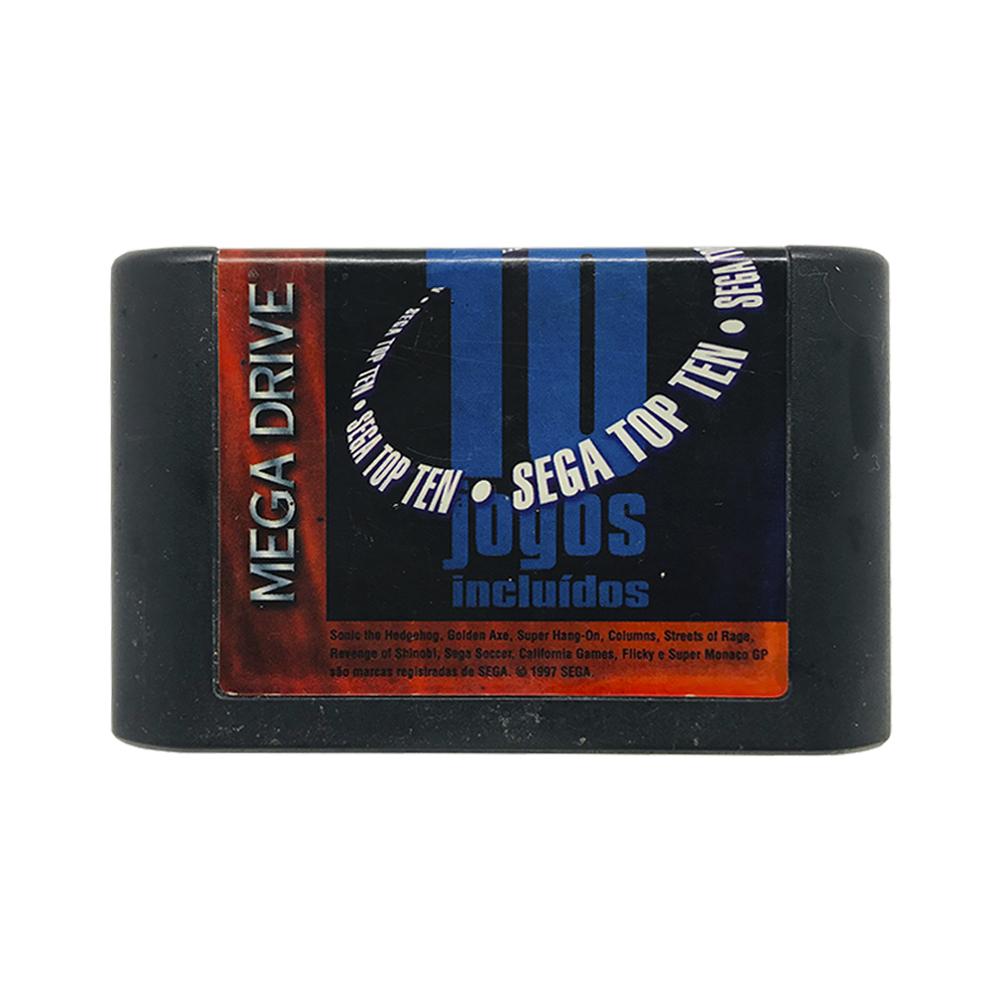 MEGA DRIVE
10
SEGA TOP TEN • SEGA TOP TEN • SEGA TOP TEN • SEGA
jogos
incluídos
Sonic the Hedgehog, Golden Axe, Super Hang-On, Columns, Streets of Rage,
Revenge of Shinobi, Sega Soccer, California Games, Flicky e Super Monaco GP
são marcas registradas de SEGA. © 1997 SEGA.